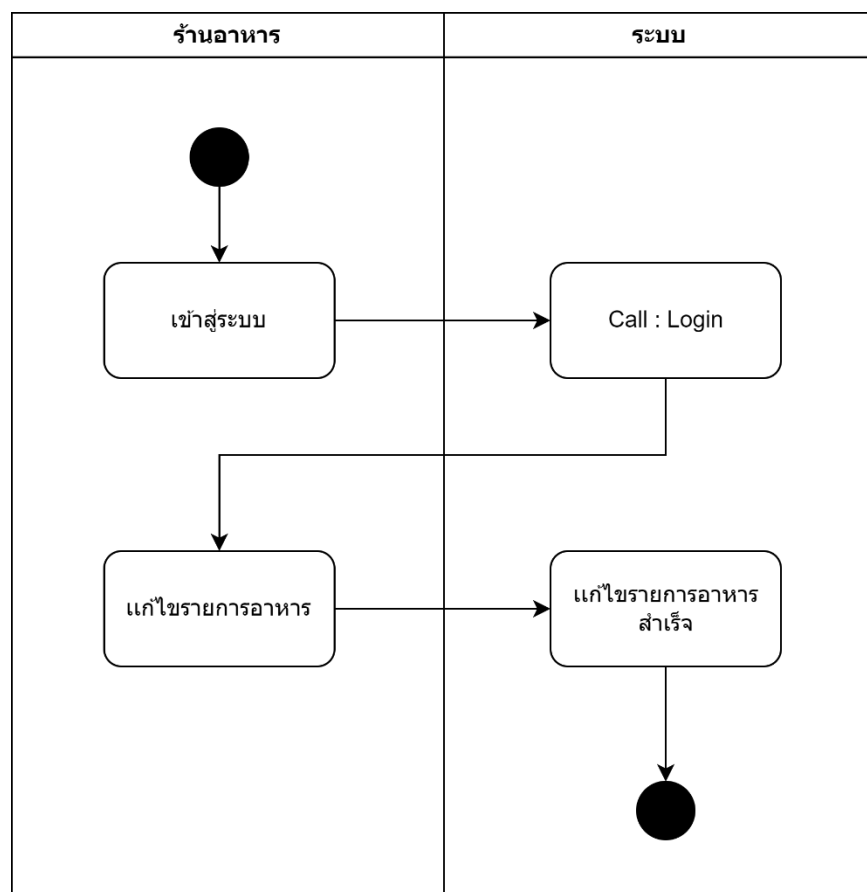 ร้านอาหาร
ระบบ
เข้าสู่ระบบ
Call : Login
แก้ไขรายการอาหาร
แก้ไขรายการอาหาร
สำเร็จ